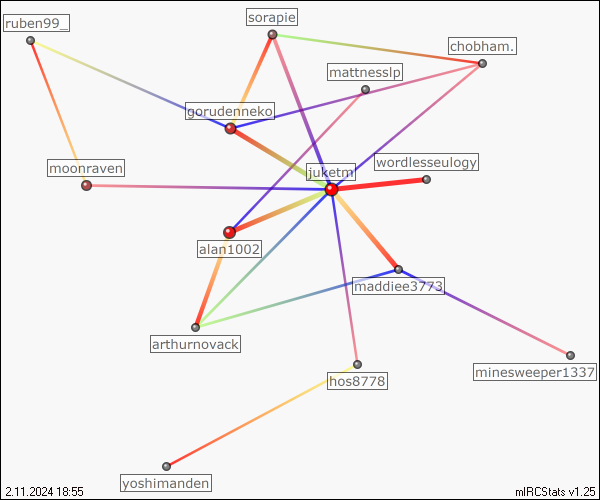 ruben99_
sorapie
chobham.
mattnesslp
gorudenneko
wordlesseulogy
moonraven
juketm
alan1002
maddiee3773
arthurnovack
minesweeper1337
hos8778
yoshimanden
2.11.2024 18:55
mIRCStats v1.25